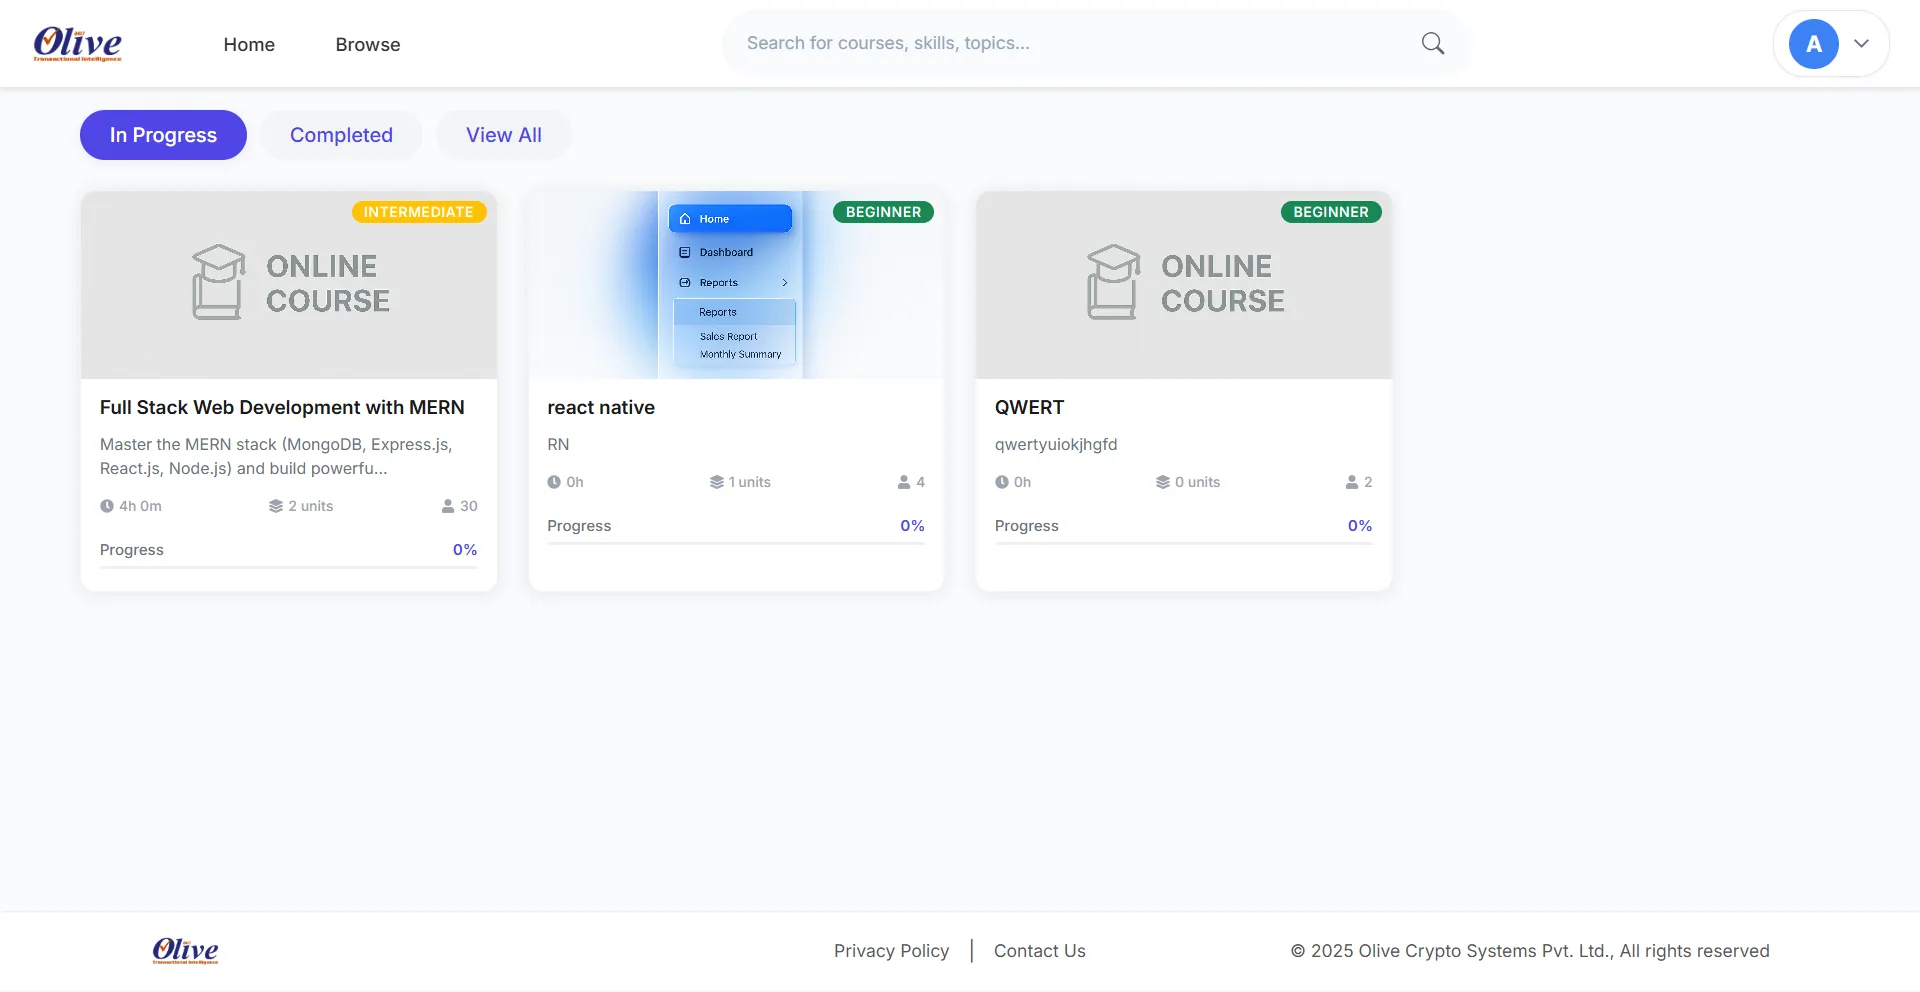 Olive
Transactional Intelligence
Home
Browse
Search for courses, skills, topics...
A
In Progress
Completed
View All
INTERMEDIATE
ONLINE
COURSE
Full Stack Web Development with MERN
Master the MERN stack (MongoDB, Express.js,
React.js, Node.js) and build powerfu...
4h 0m
2 units
30
Progress
0%
BEGINNER
Home
Dashboard
Reports
Reports
Sales Report
Monthly Summary
react native
RN
0h
1 units
4
Progress
0%
BEGINNER
ONLINE
COURSE
QWERT
qwertyuiokjhgfd
0h
0 units
2
Progress
0%
Olive
Transactional Intelligence
Privacy Policy
Contact Us
© 2025 Olive Crypto Systems Pvt. Ltd., All rights reserved